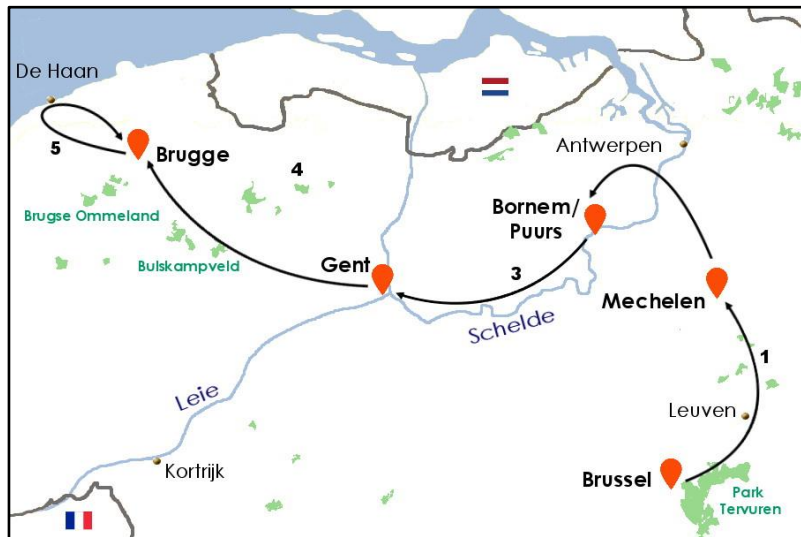 De Haan
5
Brugge
4
Antwerpen
Brugse Ommeland
Bornem/
Puurs
Bulskampveld
Gent
3
Mechelen
Schelde
1
Leie
Leuven
Kortrijk
Brussel
Park
Tervuren